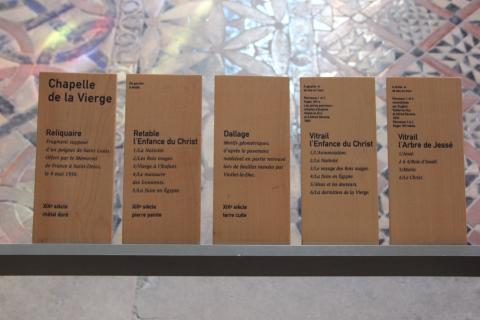 Chapelle
de la Vierge
Reliquaire
Fragment supposé
d'un peigne de Saint Louis.
Offert par le Mémorial
de France à Saint-Denis,
XIXe siècle
métal doré
Retable
l'Enfance du Christ
1/La Nativité
2/Les Rois mages
3/Vierge à l'Enfant
4/Le massacre
des Innocents
5/La fuite en Égypte
XIIIe siècle
pierre peinte
Dallage
Motifs géométriques
d'après le pavement
médiéval en partie retrouvé
lors de fouilles menées par
Viollet-le-Duc.
XIXe siècle
terre cuite
Vitrail
l'Enfance du Christ
1/L'Annonciation
2/La Nativité
3/Le voyage des Rois mages
4/La fuite en Égypte
5/Jésus et les docteurs
6/La dormition de la Vierge
Vitrail
l'Arbre de Jessé
1/Jessé
2 à 4/Rois d'Israël
5/Marie
6/Le Christ